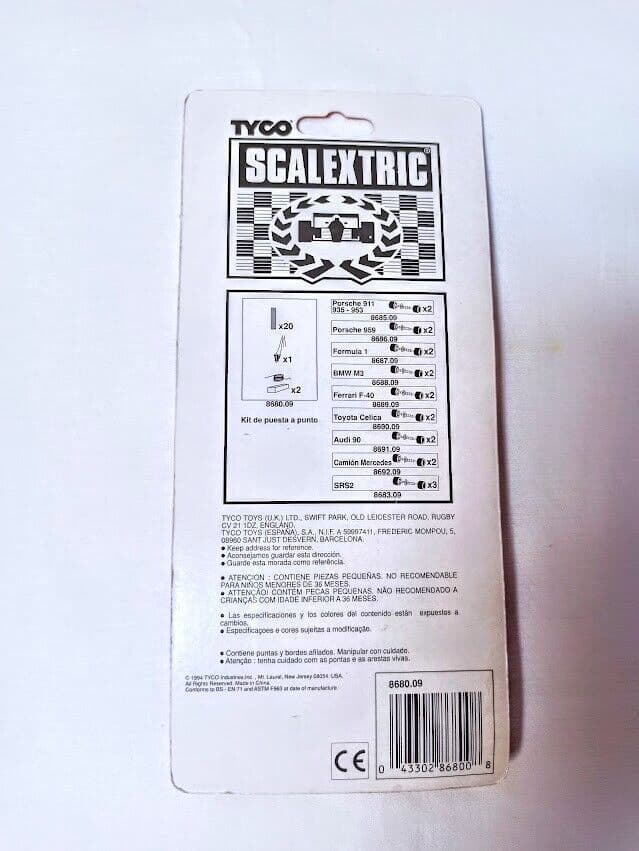 TYCO®
SCALEXTRIC®
x20
x1
x2
8680.09
Kit de puesta a punto
Porsche 911
935 - 953
x2
8685.09
Porsche 959
x2
8686.09
Formula 1
x2
8687.09
BMW M3
x2
8688.09
Ferrari F-40
x2
8689.09
Toyota Celica
x2
8690.09
Audi 90
x2
8691.09
Camión Mercedes
x2
8692.09
SRS2
x3
8683.09
TYCO TOYS (U.K.) LTD., SWIFT PARK, OLD LEICESTER ROAD, RUGBY
CV 21 1DZ, ENGLAND.
TYCO TOYS (ESPAÑA), S.A., N.I.F. A 59997411, FREDERIC MOMPOU, 5,
08960 SANT JUST DESVERN, BARCELONA.
● Keep address for reference.
● Aconsejamos guardar esta dirección.
● Guarde esta morada como referência.
● ATENCION : CONTIENE PIEZAS PEQUEÑAS. NO RECOMENDABLE
PARA NIÑOS MENORES DE 36 MESES.
● ATTENÇÃO! CONTÉM PECAS PEQUENAS. NÃO RECOMENDADO A
CRIANÇAS COM IDADE INFERIOR A 36 MESES.
● Las especificaciones y los colores del contenido están expuestos a
cambios.
● Especificaçoes e cores sujeitas a modificação.
● Contiene puntas y bordes afilados. Manipular con cuidado.
● Atenção : tenha cuidado com as pontas e as arestas vivas.
© 1994 TYCO Industries,Inc., Mt. Laurel, New Jersey 08054. USA.
All Rights Reserved. Made in China.
Conforms to BS - EN 71 and ASTM F963 at date of manufacture.
CE
8680.09
0 43302 86800 8